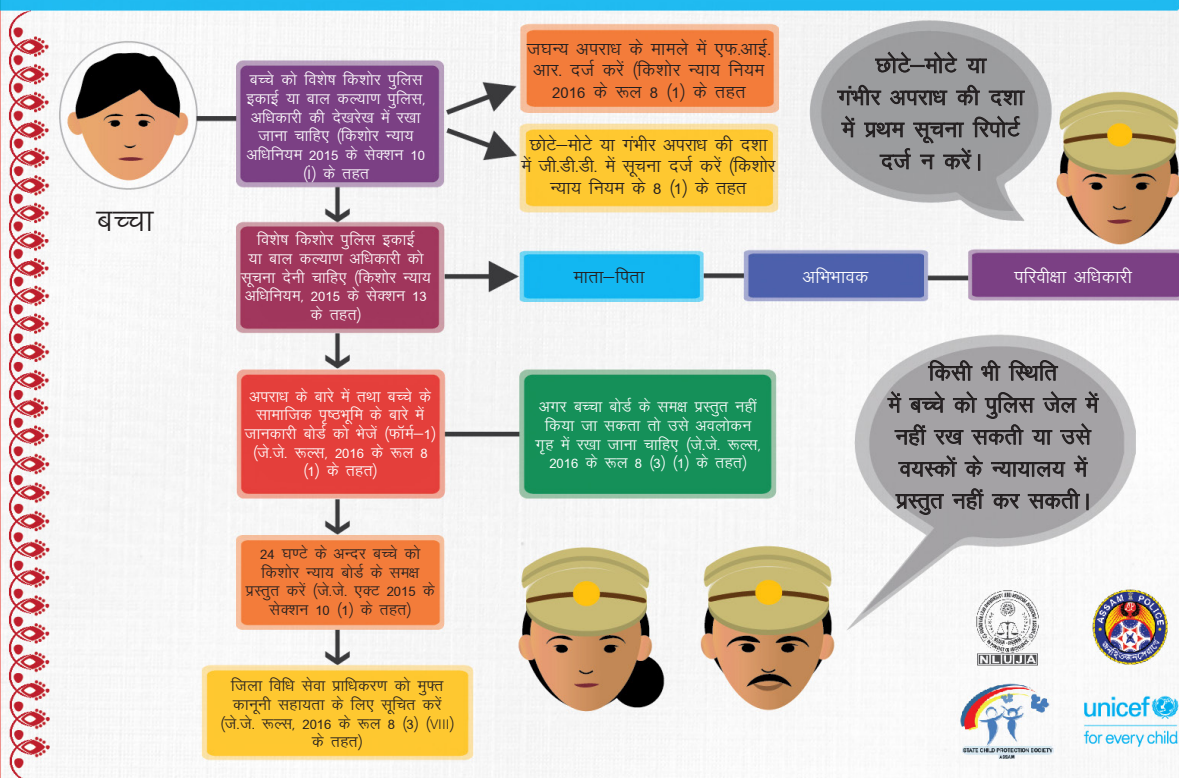 बच्चा
बच्चे को विशेष किशोर पुलिस
इकाई या बाल कल्याण पुलिस,
अधिकारी की देखरेख में रखा
जाना चाहिए (किशोर न्याय
अधिनियम 2015 के सेक्शन 10
(i) के तहत
जघन्य अपराध के मामले में एफ.आई.
आर. दर्ज करें (किशोर न्याय नियम
2016 के रूल 8 (1) के तहत
छोटे–मोटे या गंभीर अपराध की दशा
में जी.डी.डी. में सूचना दर्ज करें (किशोर
न्याय नियम के 8 (1) के तहत
छोटे–मोटे या
गंभीर अपराध की दशा
में प्रथम सूचना रिपोर्ट
दर्ज न करें।
विशेष किशोर पुलिस इकाई
या बाल कल्याण अधिकारी को
सूचना देनी चाहिए (किशोर न्याय
अधिनियम, 2015 के सेक्शन 13
के तहत)
माता–पिता
अभिभावक
परिवीक्षा अधिकारी
अपराध के बारे में तथा बच्चे के
सामाजिक पृष्ठभूमि के बारे में
जानकारी बोर्ड को भेजें (फॉर्म–1)
(जे.जे. रूल्स, 2016 के रूल 8
(1) के तहत)
अगर बच्चा बोर्ड के समक्ष प्रस्तुत नहीं
किया जा सकता तो उसे अवलोकन
गृह में रखा जाना चाहिए (जे.जे. रूल्स,
2016 के रूल 8 (3) (1) के तहत)
किसी भी स्थिति
में बच्चे को पुलिस जेल में
नहीं रख सकती या उसे
वयस्कों के न्यायालय में
प्रस्तुत नहीं कर सकती।
24 घण्टे के अन्दर बच्चे को
किशोर न्याय बोर्ड के समक्ष
प्रस्तुत करें (जे.जे. एक्ट 2015 के
सेक्शन 10 (1) के तहत)
जिला विधि सेवा प्राधिकरण को मुफ्त
कानूनी सहायता के लिए सूचित करें
(जे.जे. रूल्स, 2016 के रूल 8 (3) (VIII)
के तहत)
NLUJA
ASSAM POLICE
STATE CHILD PROTECTION SOCIETY
ASSAM
unicef
for every child